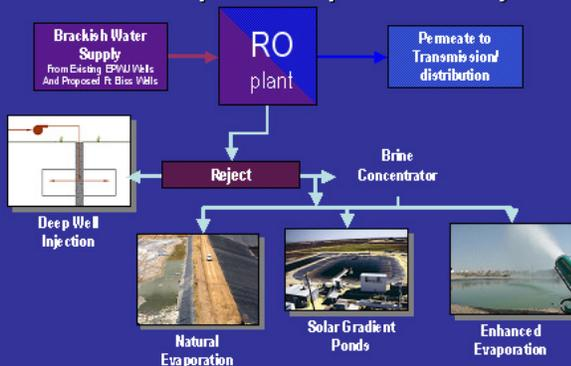 Brackish Water
Supply
From Existing EPWU Wells
And Proposed Ft Bliss Wells
RO
plant
Permeate to
Transmission/
distribution
Reject
Brine
Concentrator
Deep Well
Injection
Natural
Evaporation
Solar Gradient
Ponds
Enhanced
Evaporation